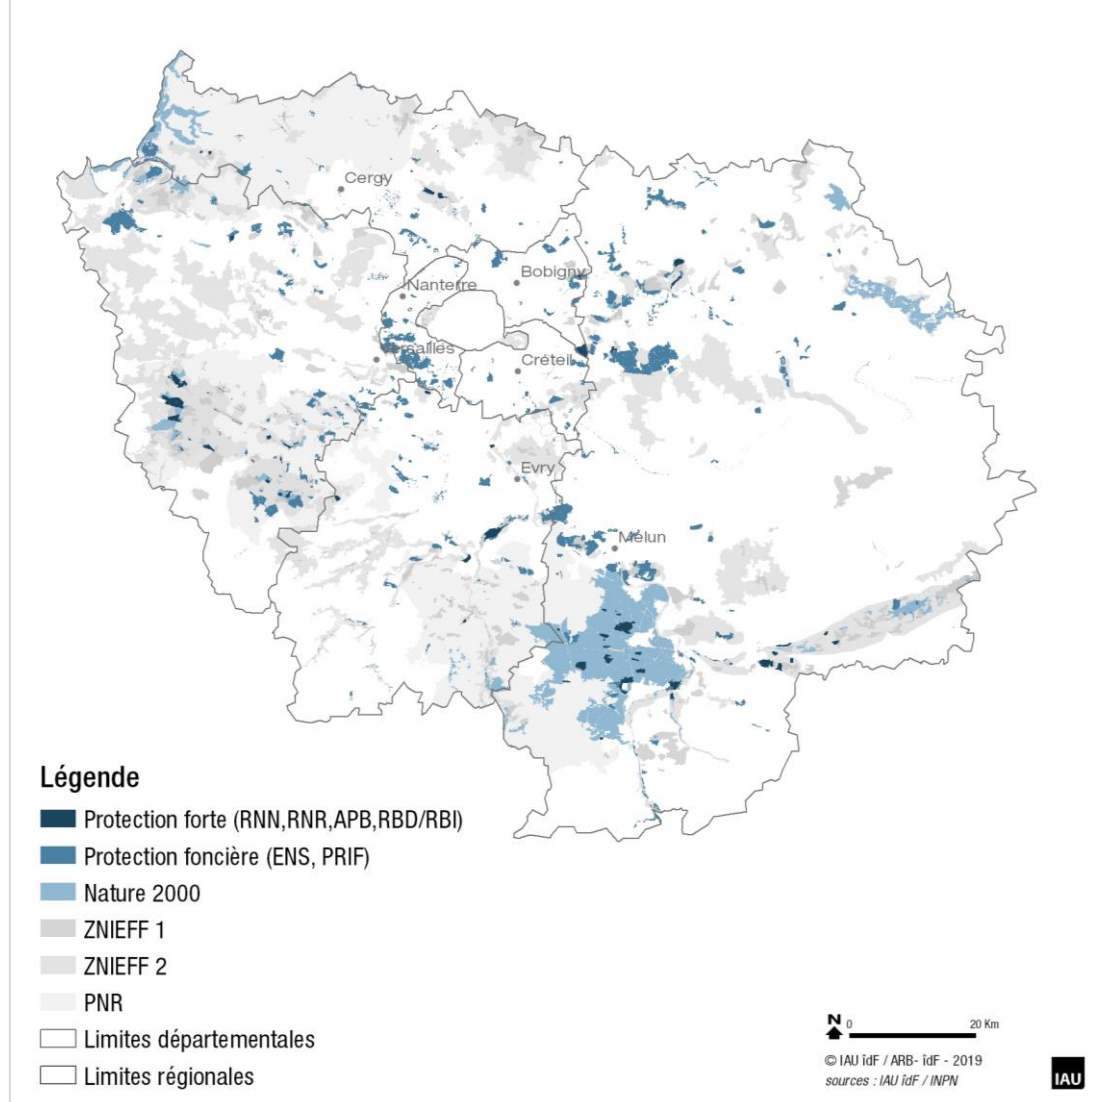 Cergy
Bobigny
Nanterre
Versailles
Créteil
Evry
Melun
Légende
Protection forte (RNN,RNR,APB,RBD/RBI)
Protection foncière (ENS, PRIF)
Nature 2000
ZNIEFF 1
ZNIEFF 2
PNR
Limites départementales
Limites régionales
N 0 20 Km
© IAU îdF / ARB- îdF - 2019
sources : IAU îdF / INPN
IAU